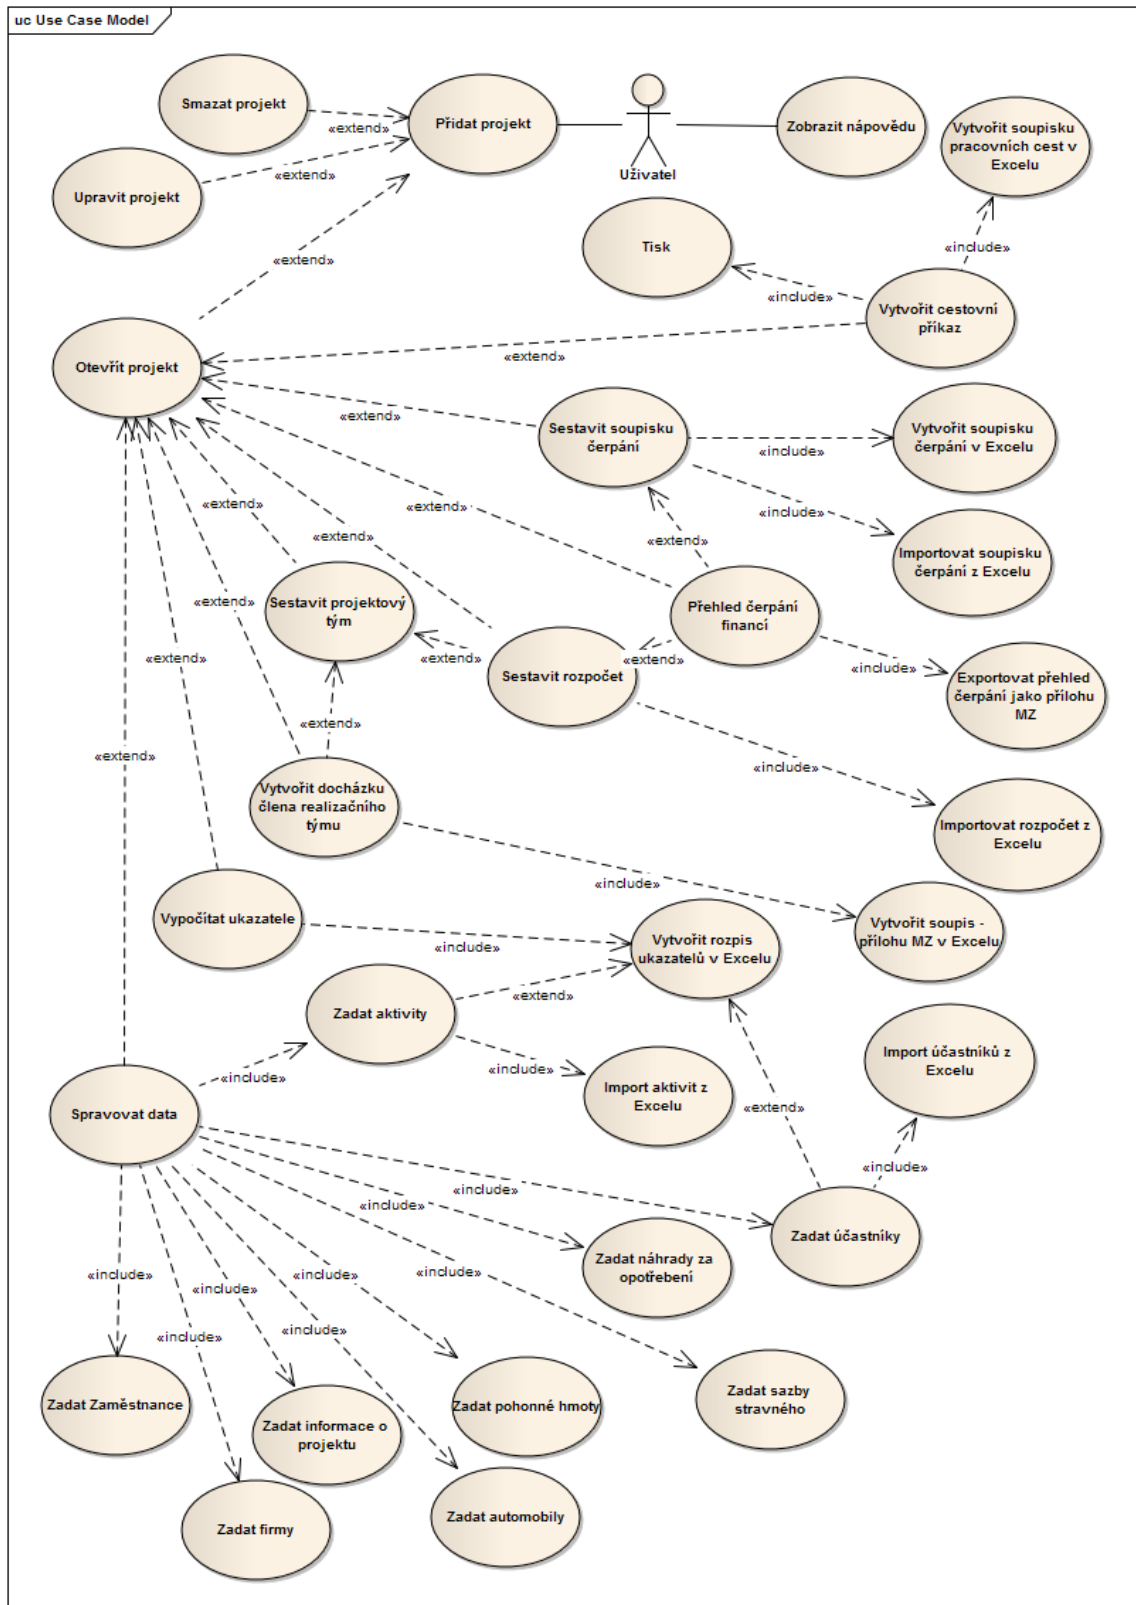 uc Use Case Model
Smazat projekt
Přidat projekt
Zobrazit nápovědu
Vytvořit soupisku
pracovních cest v
Excelu
«extend»
Uživatel
«extend»
Upravit projekt
Tisk
«include»
«extend»
«include»
Vytvořit cestovní
příkaz
«extend»
Otevřít projekt
«extend»
Sestavit soupisku
čerpání
Vytvořit soupisku
čerpání v Excelu
«include»
«extend»
«extend»
«include»
«extend»
«extend»
Importovat soupisku
čerpání z Excelu
Sestavit projektový
tým
«extend»
Přehled čerpání
financí
«extend»
«extend»
«extend»
«include»
Sestavit rozpočet
Exportovat přehled
čerpání jako přílohu
MZ
«extend»
«extend»
«include»
Vytvořit docházku
člena realizačního
týmu
Importovat rozpočet z
Excelu
«include»
Vypočítat ukazatele
Vytvořit soupis -
přílohu MZ v Excelu
«include»
Vytvořit rozpis
ukazatelů v Excelu
«extend»
Zadat aktivity
Import účastníků z
Excelu
«include»
«include»
Import aktivit z
Excelu
«extend»
Spravovat data
«include»
«include»
«include»
Zadat účastníky
Zadat náhrady za
opotřebení
«include»
«include»
«include»
«include»
«include»
«include»
Zadat sazby
stravného
Zadat Zaměstnance
Zadat pohonné hmoty
Zadat informace o
projektu
Zadat automobily
Zadat firmy